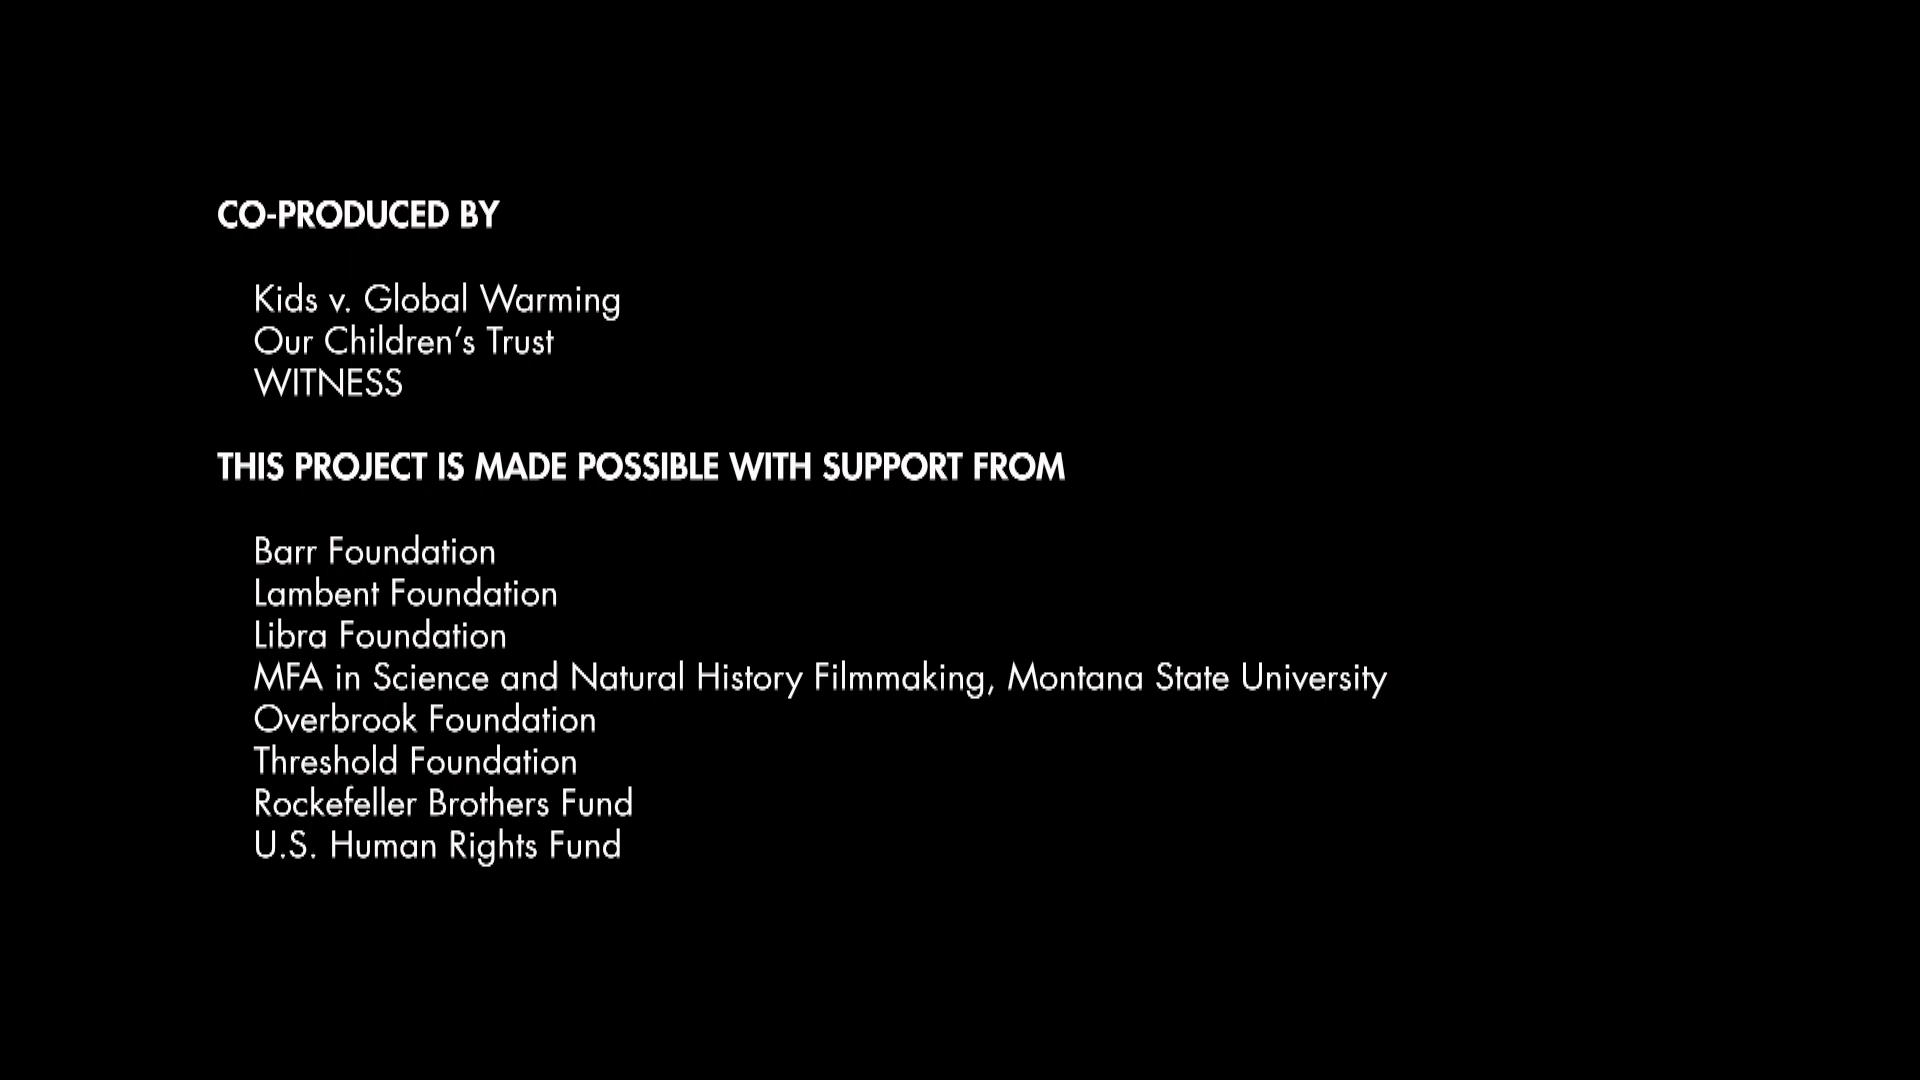 CO-PRODUCED BY
Kids v. Global Warming
Our Children’s Trust
WITNESS
THIS PROJECT IS MADE POSSIBLE WITH SUPPORT FROM
Barr Foundation
Lambent Foundation
Libra Foundation
MFA in Science and Natural History Filmmaking, Montana State University
Overbrook Foundation
Threshold Foundation
Rockefeller Brothers Fund
U.S. Human Rights Fund